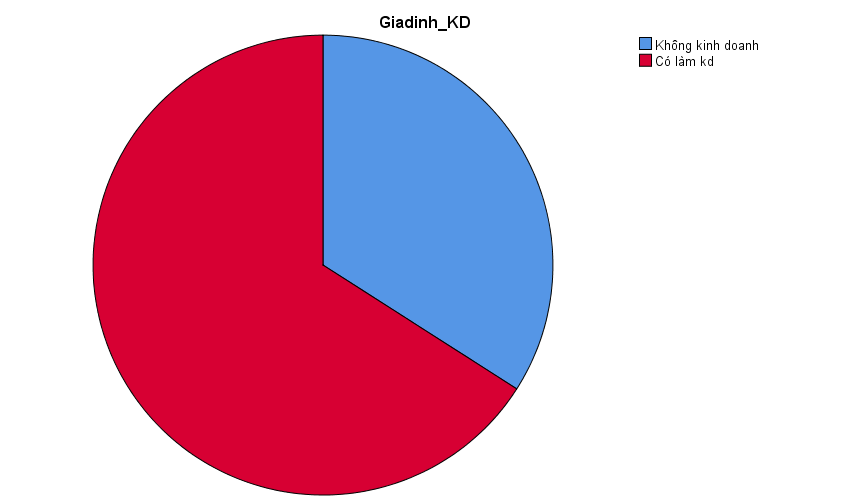 Giadinh_KD
Không kinh doanh
Có làm kd